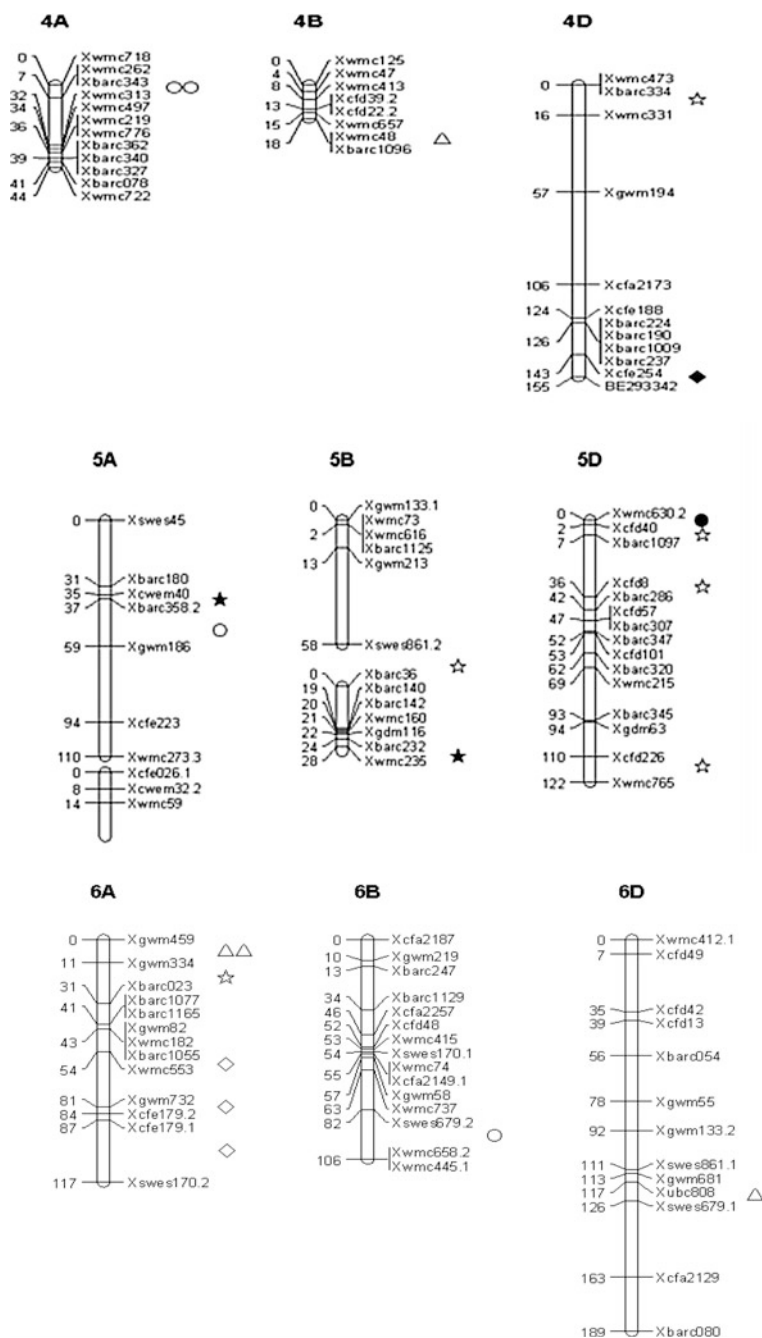 4A
0 Xwmc718
7 Xwmc262
Xbarc343
32 Xwmc313
34 Xwmc497
36 Xwmc219
Xwmc776
39 Xbarc362
Xbarc340
Xbarc327
41 Xbarc078
44 Xwmc722
4B
0 Xwmc125
4 Xwmc47
8 Xwmc413
13 Xcfd39.2
Xcfd22.2
15 Xwmc657
18 Xwmc48
Xbarc1096
4D
0 Xwmc473
Xbarc334
16 Xwmc331
57 Xgwm194
106 Xcfa2173
124 Xcfe188
126 Xbarc224
Xbarc190
Xbarc1009
Xbarc237
143 Xcfe254
155 BE293342
5A
0 Xswes45
31 Xbarc180
35 Xcwem40
37 Xbarc358.2
59 Xgwm186
94 Xcfe223
110 Xwmc273.3
0 Xcfe026.1
8 Xcwem32.2
14 Xwmc59
5B
0 Xgwm133.1
2 Xwmc73
Xwmc616
Xbarc1125
13 Xgwm213
58 Xswes861.2
0 Xbarc36
19 Xbarc140
20 Xbarc142
21 Xwmc160
22 Xgdm116
24 Xbarc232
28 Xwmc235
5D
0 Xwmc630.2
2 Xcfd40
7 Xbarc1097
36 Xcfd8
42 Xbarc286
47 Xcfd57
Xbarc307
52 Xbarc347
53 Xcfd101
62 Xbarc320
69 Xwmc215
93 Xbarc345
94 Xgdm63
110 Xcfd226
122 Xwmc765
6A
0 Xgwm459
11 Xgwm334
31 Xbarc023
41 Xbarc1077
Xbarc1165
43 Xgwm82
Xwmc182
Xbarc1055
54 Xwmc553
81 Xgwm732
84 Xcfe179.2
87 Xcfe179.1
117 Xswes170.2
6B
0 Xcfa2187
10 Xgwm219
13 Xbarc247
34 Xbarc1129
46 Xcfa2257
52 Xcfd48
53 Xwmc415
54 Xswes170.1
55 Xwmc74
Xcfa2149.1
57 Xgwm58
63 Xwmc737
82 Xswes679.2
106 Xwmc658.2
Xwmc445.1
6D
0 Xwmc412.1
7 Xcfd49
35 Xcfd42
39 Xcfd13
56 Xbarc054
78 Xgwm55
92 Xgwm133.2
111 Xswes861.1
113 Xgwm681
117 Xubc808
126 Xswes679.1
163 Xcfa2129
189 Xbarc080